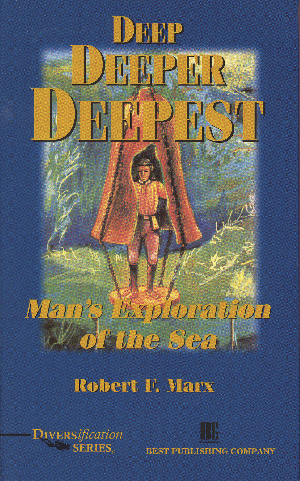 DEEP
DEEPER
DEEPEST
Man's Exploration
of the Sea
Robert F. Marx
DIVERSification
SERIES
BEST PUBLISHING COMPANY